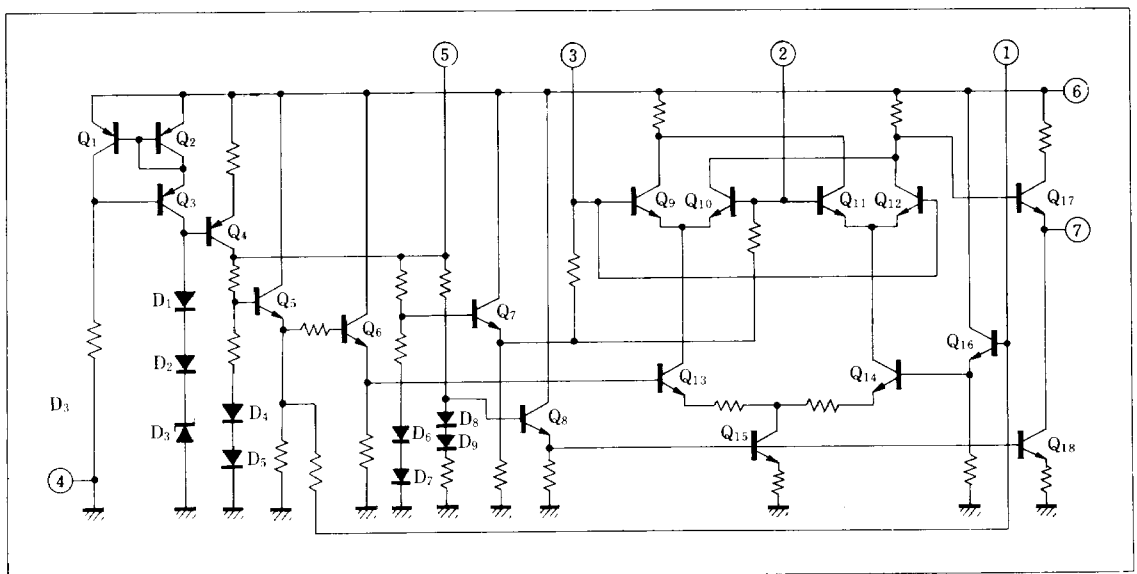 ⑤ ③ ② ①
⑥
Q₁ Q₂
Q₃
Q₉ Q₁₀ Q₁₁ Q₁₂ Q₁₇
Q₄ ⑦
D₁ Q₅ Q₆ Q₇
Q₁₆
D₂ Q₁₃ Q₁₄
D₃
D₃ D₄ D₆ D₈ Q₈ Q₁₅ Q₁₈
D₅ D₉
④ D₇